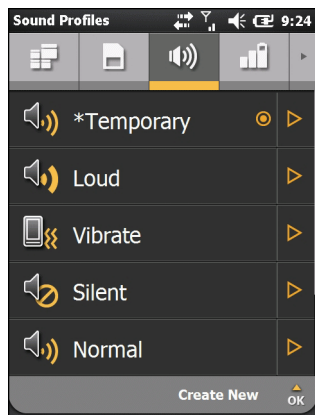 Sound Profiles 9:24
*Temporary
Loud
Vibrate
Silent
Normal
Create New OK